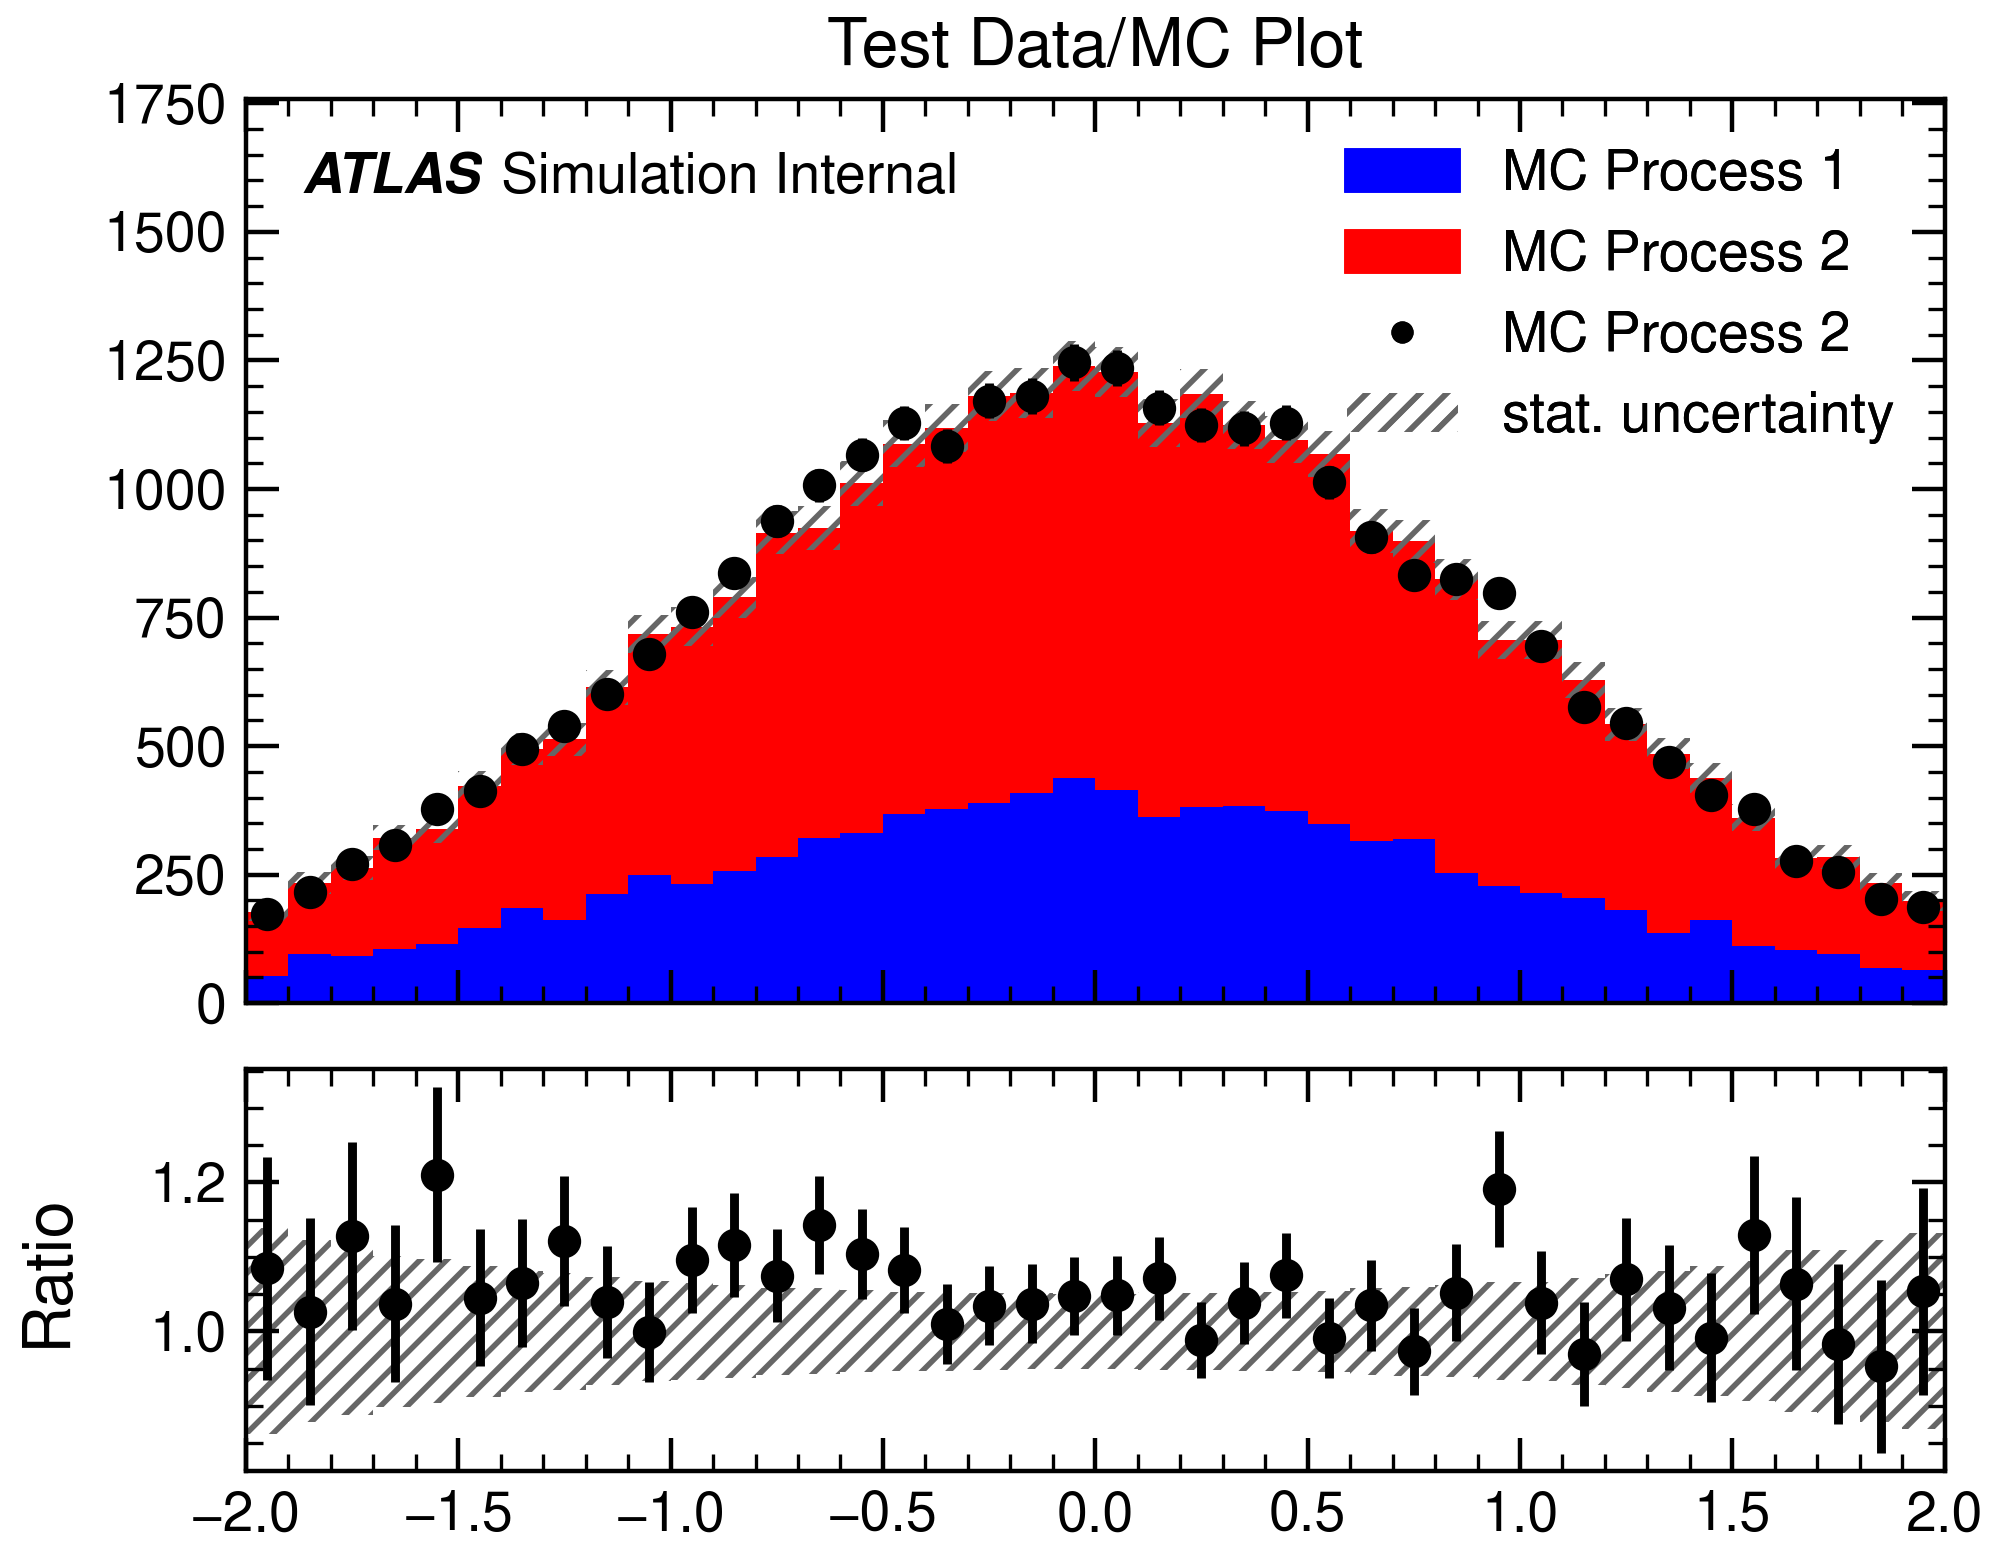 Test Data/MC Plot
1750
1500
1250
1000
750
500
250
0
ATLAS Simulation Internal
MC Process 1
MC Process 2
MC Process 2
stat. uncertainty
Ratio
1.2
1.0
−2.0 −1.5 −1.0 −0.5 0.0 0.5 1.0 1.5 2.0